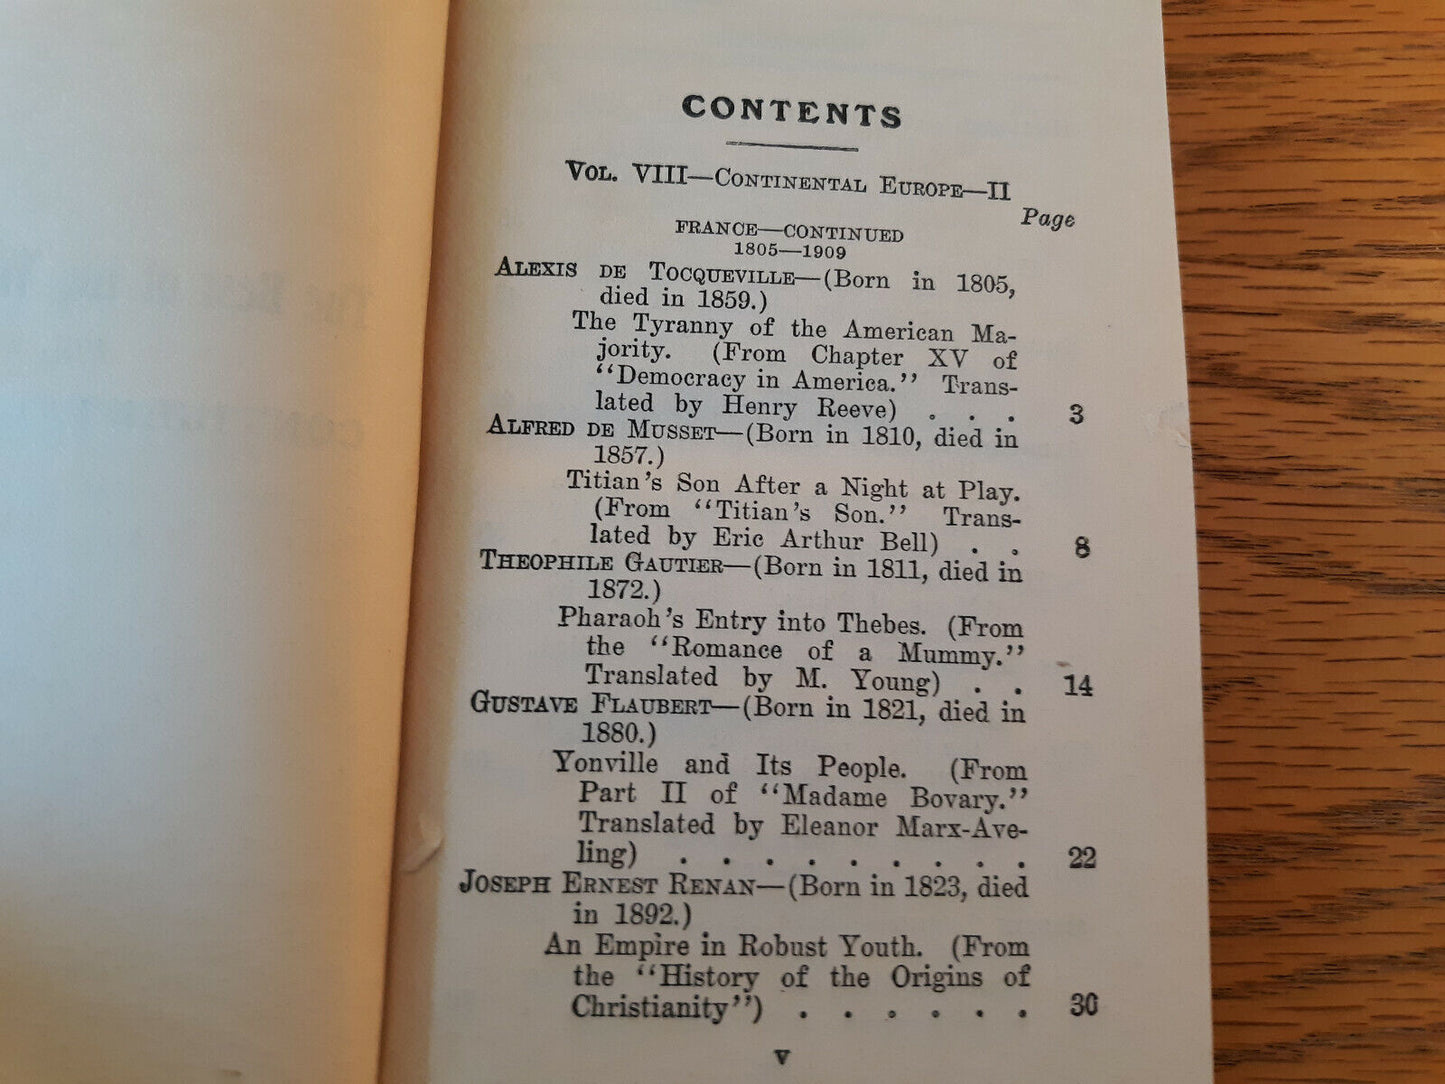 CONTENTS
VOL. VIII—CONTINENTAL EUROPE—II
Page
FRANCE—CONTINUED
1805—1909
ALEXIS DE TOCQUEVILLE—(Born in 1805,
died in 1859.)
The Tyranny of the American Ma-
jority. (From Chapter XV of
"Democracy in America." Trans-
lated by Henry Reeve) . . . 3
ALFRED DE MUSSET—(Born in 1810, died in
1857.)
Titian's Son After a Night at Play.
(From "Titian's Son." Trans-
lated by Eric Arthur Bell) . . 8
THEOPHILE GAUTIER—(Born in 1811, died in
1872.)
Pharaoh's Entry into Thebes. (From
the "Romance of a Mummy."
Translated by M. Young) . . 14
GUSTAVE FLAUBERT—(Born in 1821, died in
1880.)
Yonville and Its People. (From
Part II of "Madame Bovary."
Translated by Eleanor Marx-Ave-
ling) . . . . . . . . . 22
JOSEPH ERNEST RENAN—(Born in 1823, died
in 1892.)
An Empire in Robust Youth. (From
the "History of the Origins of
Christianity") . . . . . . 30
V